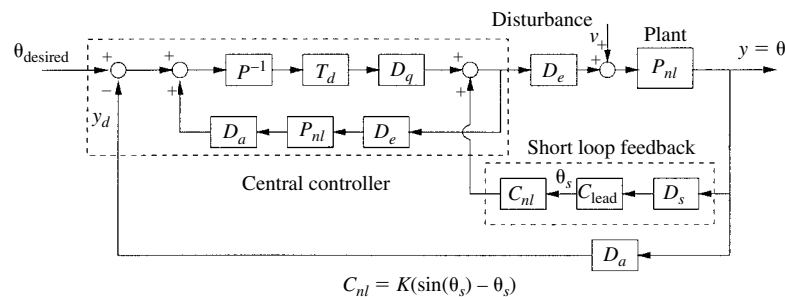 Disturbance
θdesired
+
+
−
+
yd
P⁻¹
Td
Dq
+
+
De
v
+
+
Plant
Pnl
y = θ
Da
Pnl
De
Central controller
Short loop feedback
Cnl
θs
Clead
Ds
Da
Cnl = K(sin(θs) – θs)